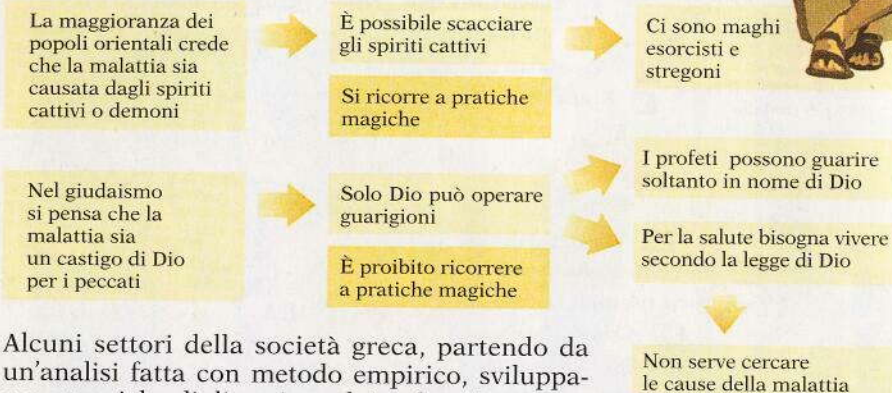 La maggioranza dei
popoli orientali crede
che la malattia sia
causata dagli spiriti
cattivi o demoni
È possibile scacciare
gli spiriti cattivi
Si ricorre a pratiche
magiche
Ci sono maghi
esorcisti e
stregoni
Nel giudaismo
si pensa che la
malattia sia
un castigo di Dio
per i peccati
Solo Dio può operare
guarigioni
È proibito ricorrere
a pratiche magiche
I profeti possono guarire
soltanto in nome di Dio
Per la salute bisogna vivere
secondo la legge di Dio
Non serve cercare
le cause della malattia
Alcuni settori della società greca, partendo da
un'analisi fatta con metodo empirico, sviluppa-